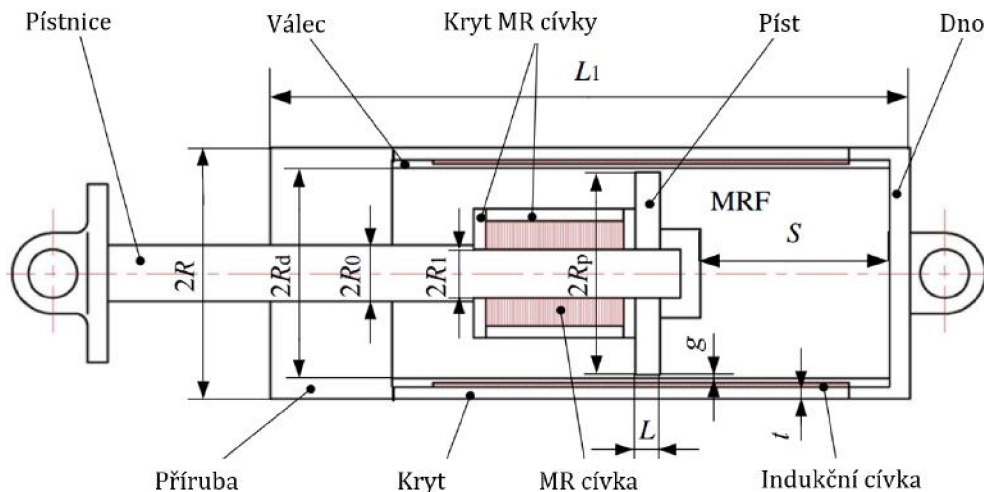 Pístnice
Válec
Kryt MR cívky
Píst
Dno
L1
MRF
S
2R
2Rd
2R0
2R1
2Rp
g
L
t
Příruba
Kryt
MR cívka
Indukční cívka